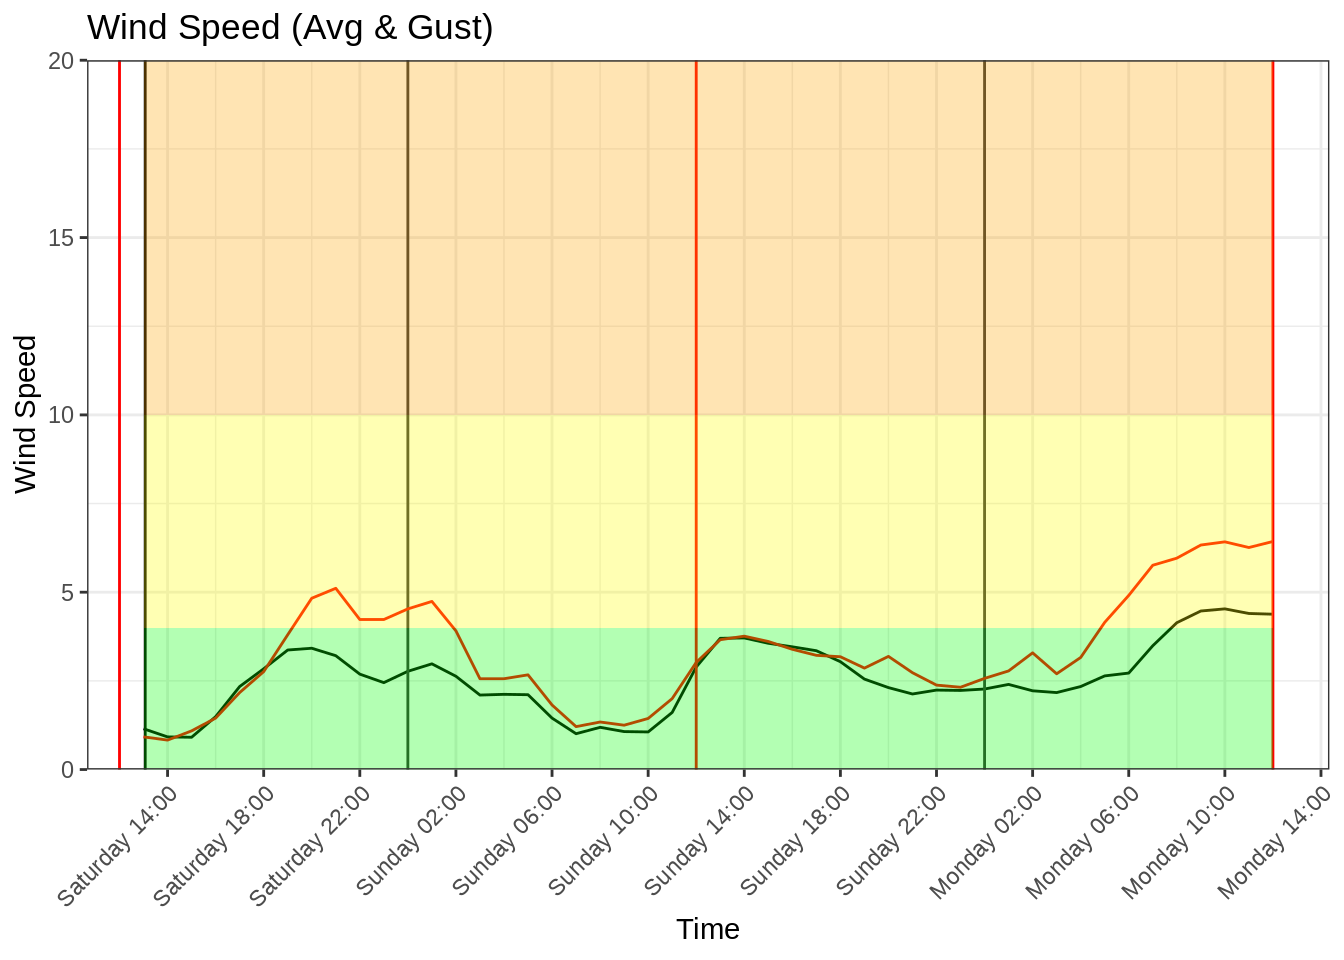 Wind Speed (Avg & Gust)
Wind Speed
20
15
10
5
0
Saturday 14:00
Saturday 18:00
Saturday 22:00
Sunday 02:00
Sunday 06:00
Sunday 10:00
Sunday 14:00
Sunday 18:00
Sunday 22:00
Monday 02:00
Monday 06:00
Monday 10:00
Monday 14:00
Time